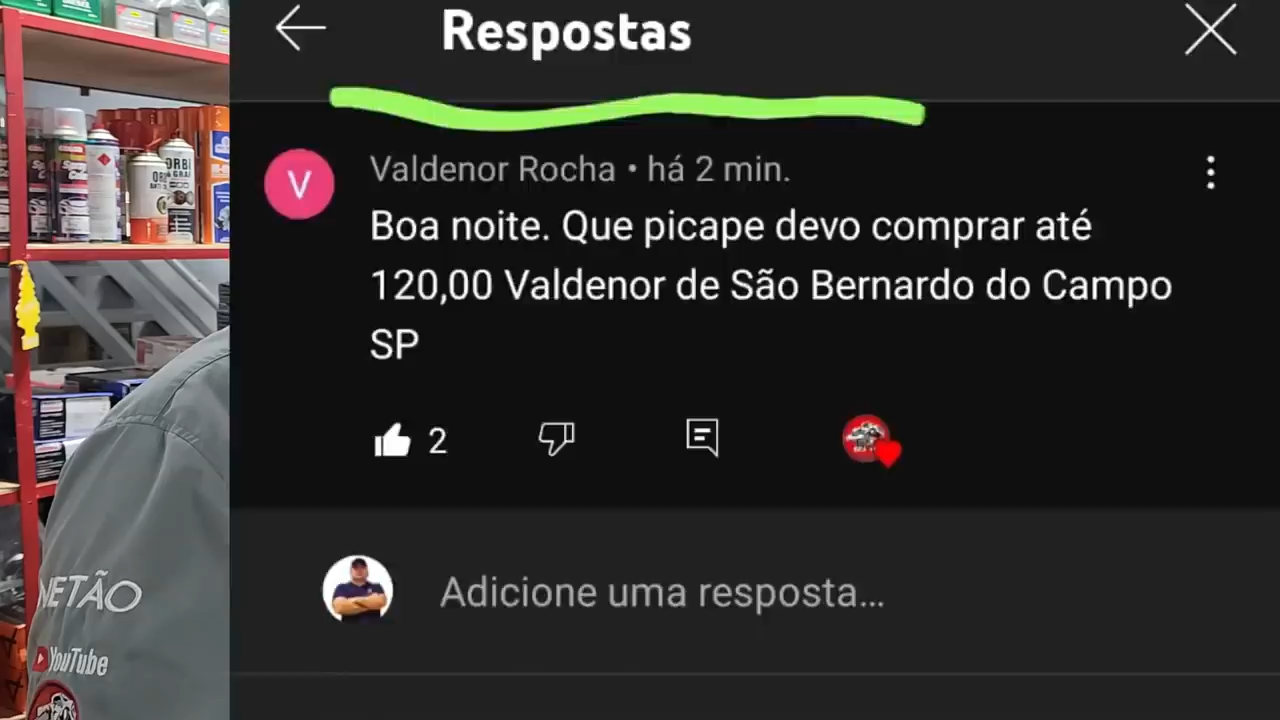 Respostas
V
Valdenor Rocha • há 2 min.
Boa noite. Que picape devo comprar até
120,00 Valdenor de São Bernardo do Campo
SP
2
Adicione uma resposta...
ORBI
NETÃO
YouTube